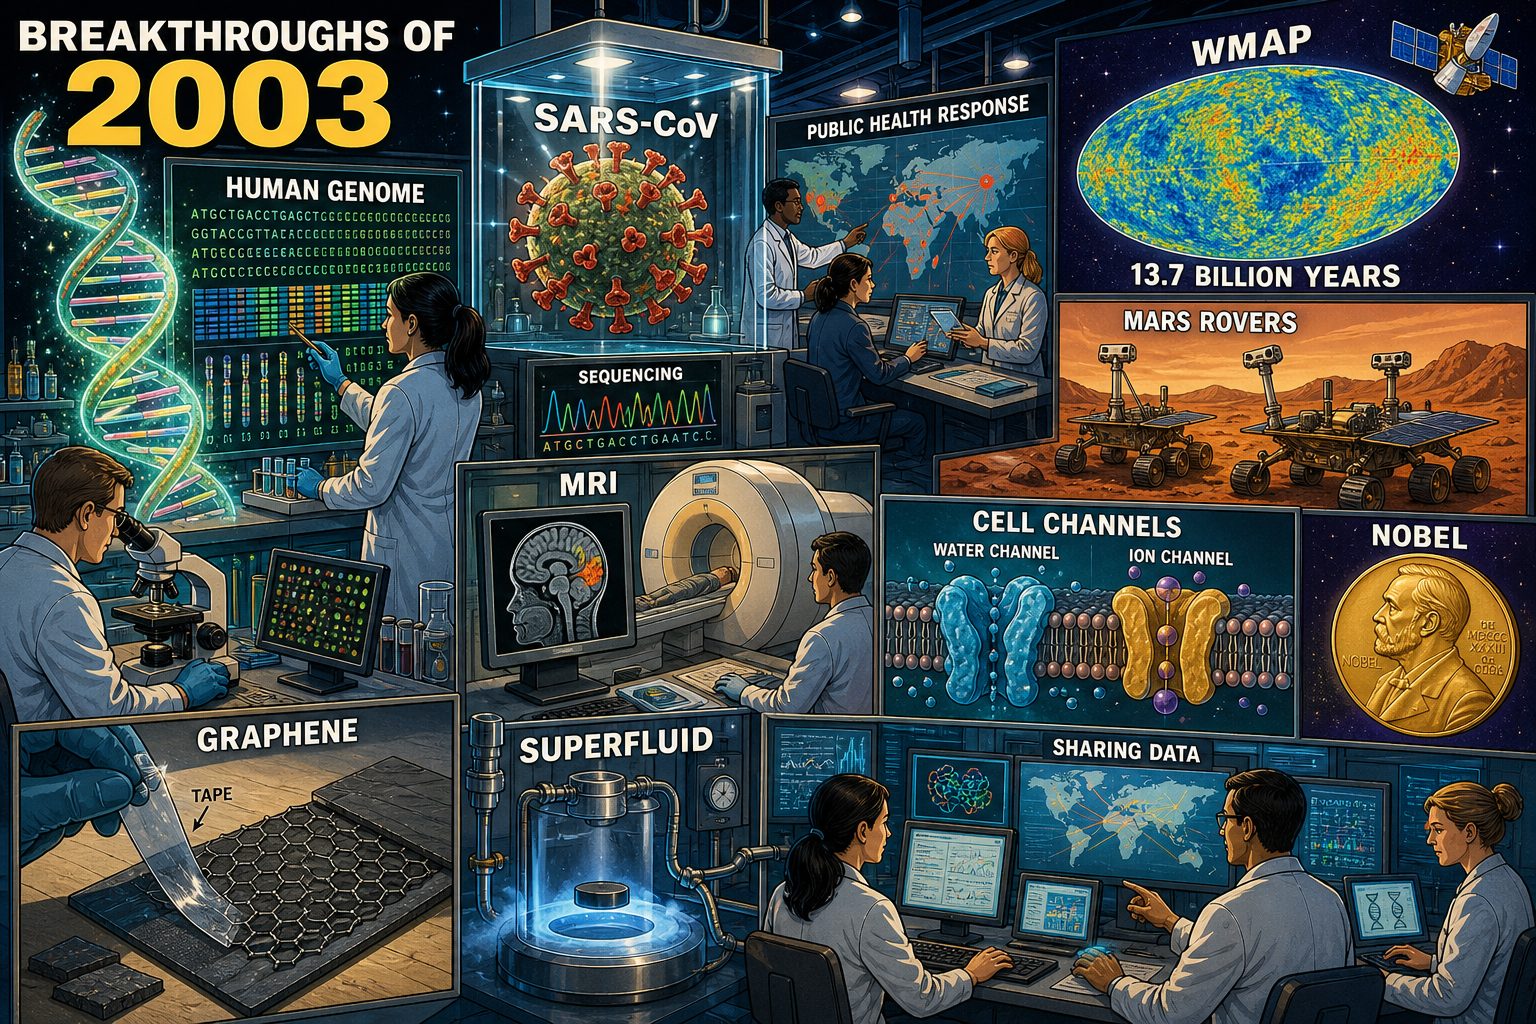 BREAKTHROUGHS OF
2003
HUMAN GENOME
SARS-CoV
PUBLIC HEALTH RESPONSE
WMAP
13.7 BILLION YEARS
MARS ROVERS
SEQUENCING
ATGCTGACCTGAATC.C.
MRI
CELL CHANNELS
WATER CHANNEL
ION CHANNEL
NOBEL
NOBEL
GRAPHENE
TAPE
SUPERFLUID
SHARING DATA